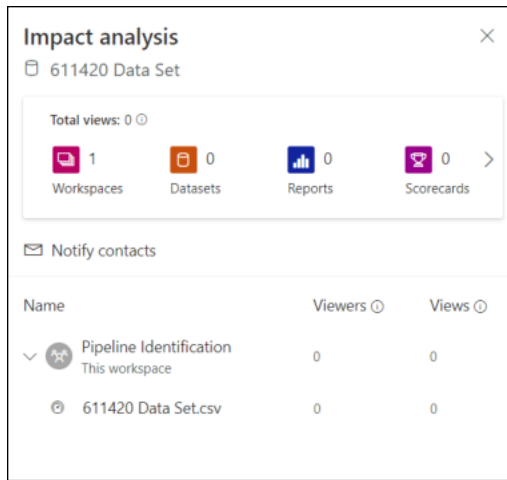 Impact analysis
611420 Data Set
Total views: 0
1 0 0 0
Workspaces Datasets Reports Scorecards
Notify contacts
Name Viewers Views
Pipeline Identification 0 0
This workspace
611420 Data Set.csv 0 0